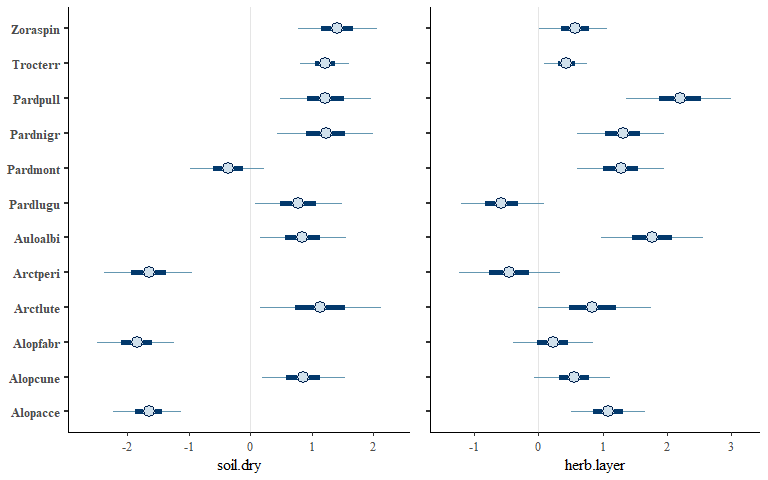 Zoraspin
Trocterr
Pardpull
Pardnigr
Pardmont
Pardlugu
Auloalbi
Arctperi
Arctlute
Alopfabr
Alopcune
Alopacce
-2 -1 0 1 2
soil.dry
-1 0 1 2 3
herb.layer